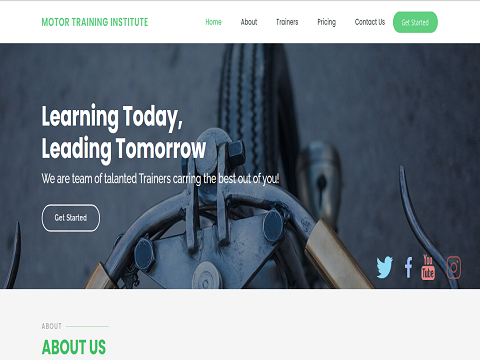 MOTOR TRAINING INSTITUTE
Home About Trainers Pricing Contact Us Get Started
Learning Today,
Leading Tomorrow
We are team of talanted Trainers carring the best out of you!
Get Started
You
Tube
ABOUT
ABOUT US